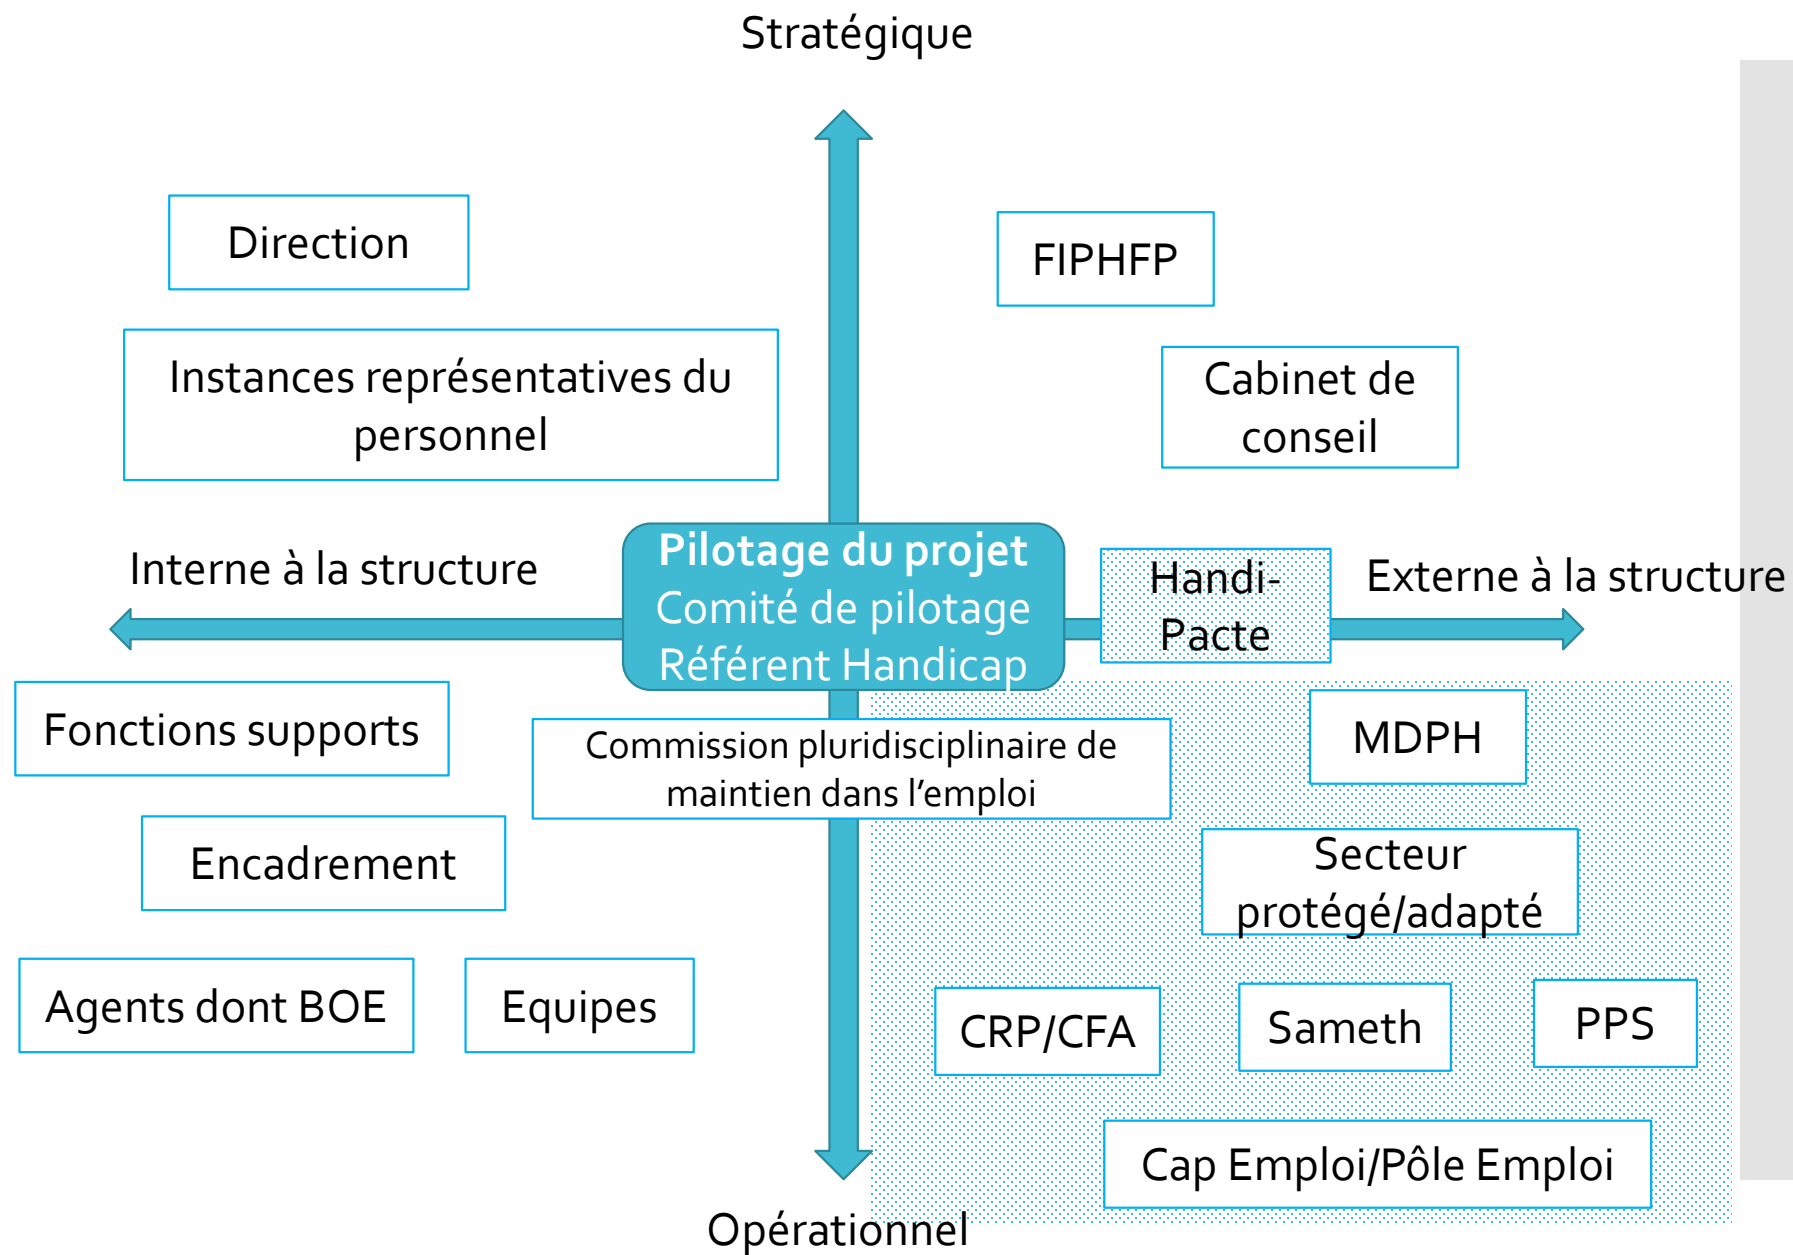 Stratégique
Direction
FIPHFP
Instances représentatives du
personnel
Cabinet de
conseil
Interne à la structure
Pilotage du projet
Comité de pilotage
Référent Handicap
Handi-
Pacte
Externe à la structure
Fonctions supports
Commission pluridisciplinaire de
maintien dans l’emploi
MDPH
Encadrement
Secteur
protégé/adapté
Agents dont BOE
Equipes
CRP/CFA
Sameth
PPS
Cap Emploi/Pôle Emploi
Opérationnel